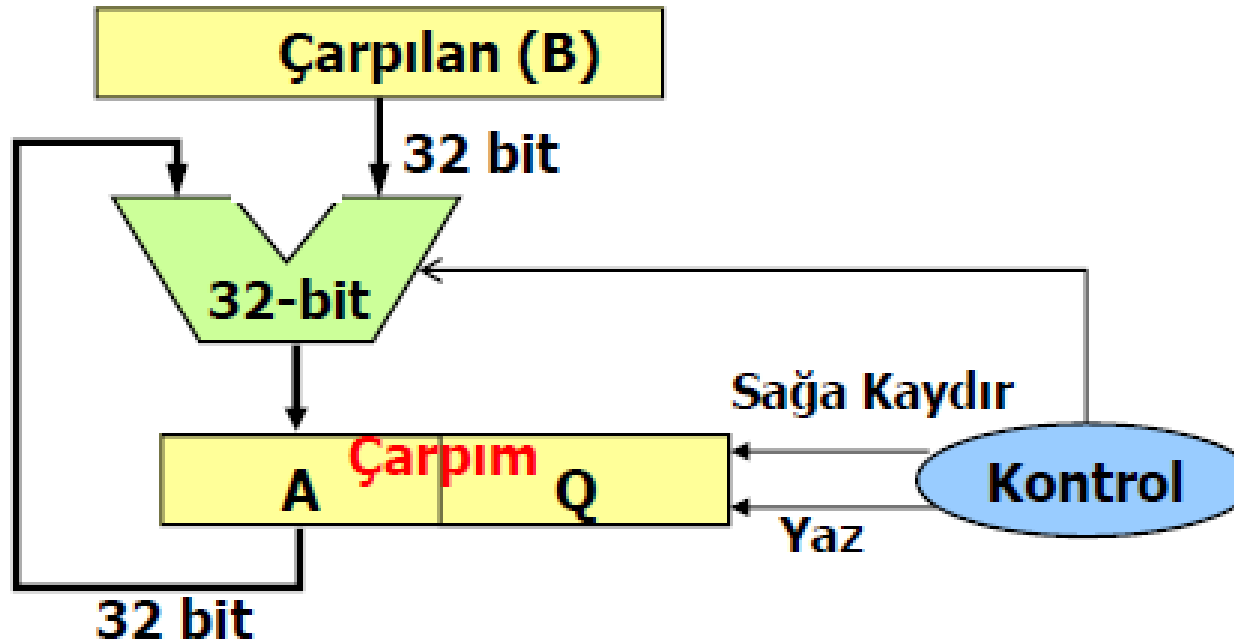 Çarpılan (B)
32 bit
32-bit
Sağa Kaydır
Çarpım
A
Q
Kontrol
Yaz
32 bit